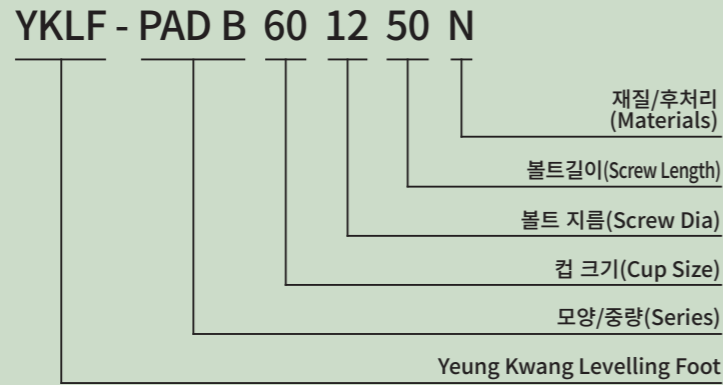 YKLF - PAD B 60 12 50 N
재질/후처리
(Materials)
볼트길이(Screw Length)
볼트 지름(Screw Dia)
컵 크기(Cup Size)
모양/중량(Series)
Yeung Kwang Levelling Foot